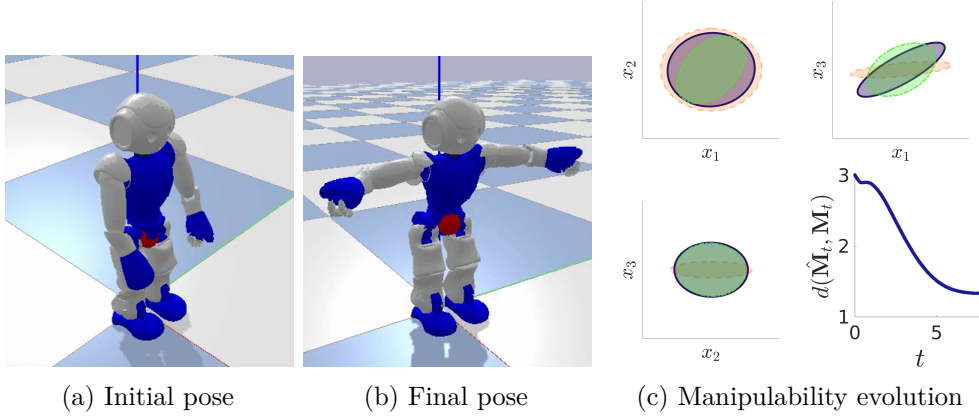 x₂
x₁
x₃
x₁
x₃
x₂
d(M̂ₜ, Mₜ)
3
2
1
0
5
t
(a) Initial pose
(b) Final pose
(c) Manipulability evolution